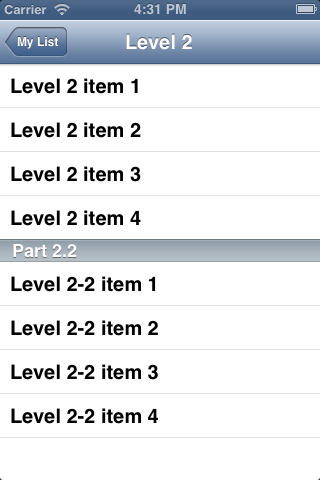 Carrier 4:31 PM
My List Level 2
Level 2 item 1
Level 2 item 2
Level 2 item 3
Level 2 item 4
Part 2.2
Level 2-2 item 1
Level 2-2 item 2
Level 2-2 item 3
Level 2-2 item 4